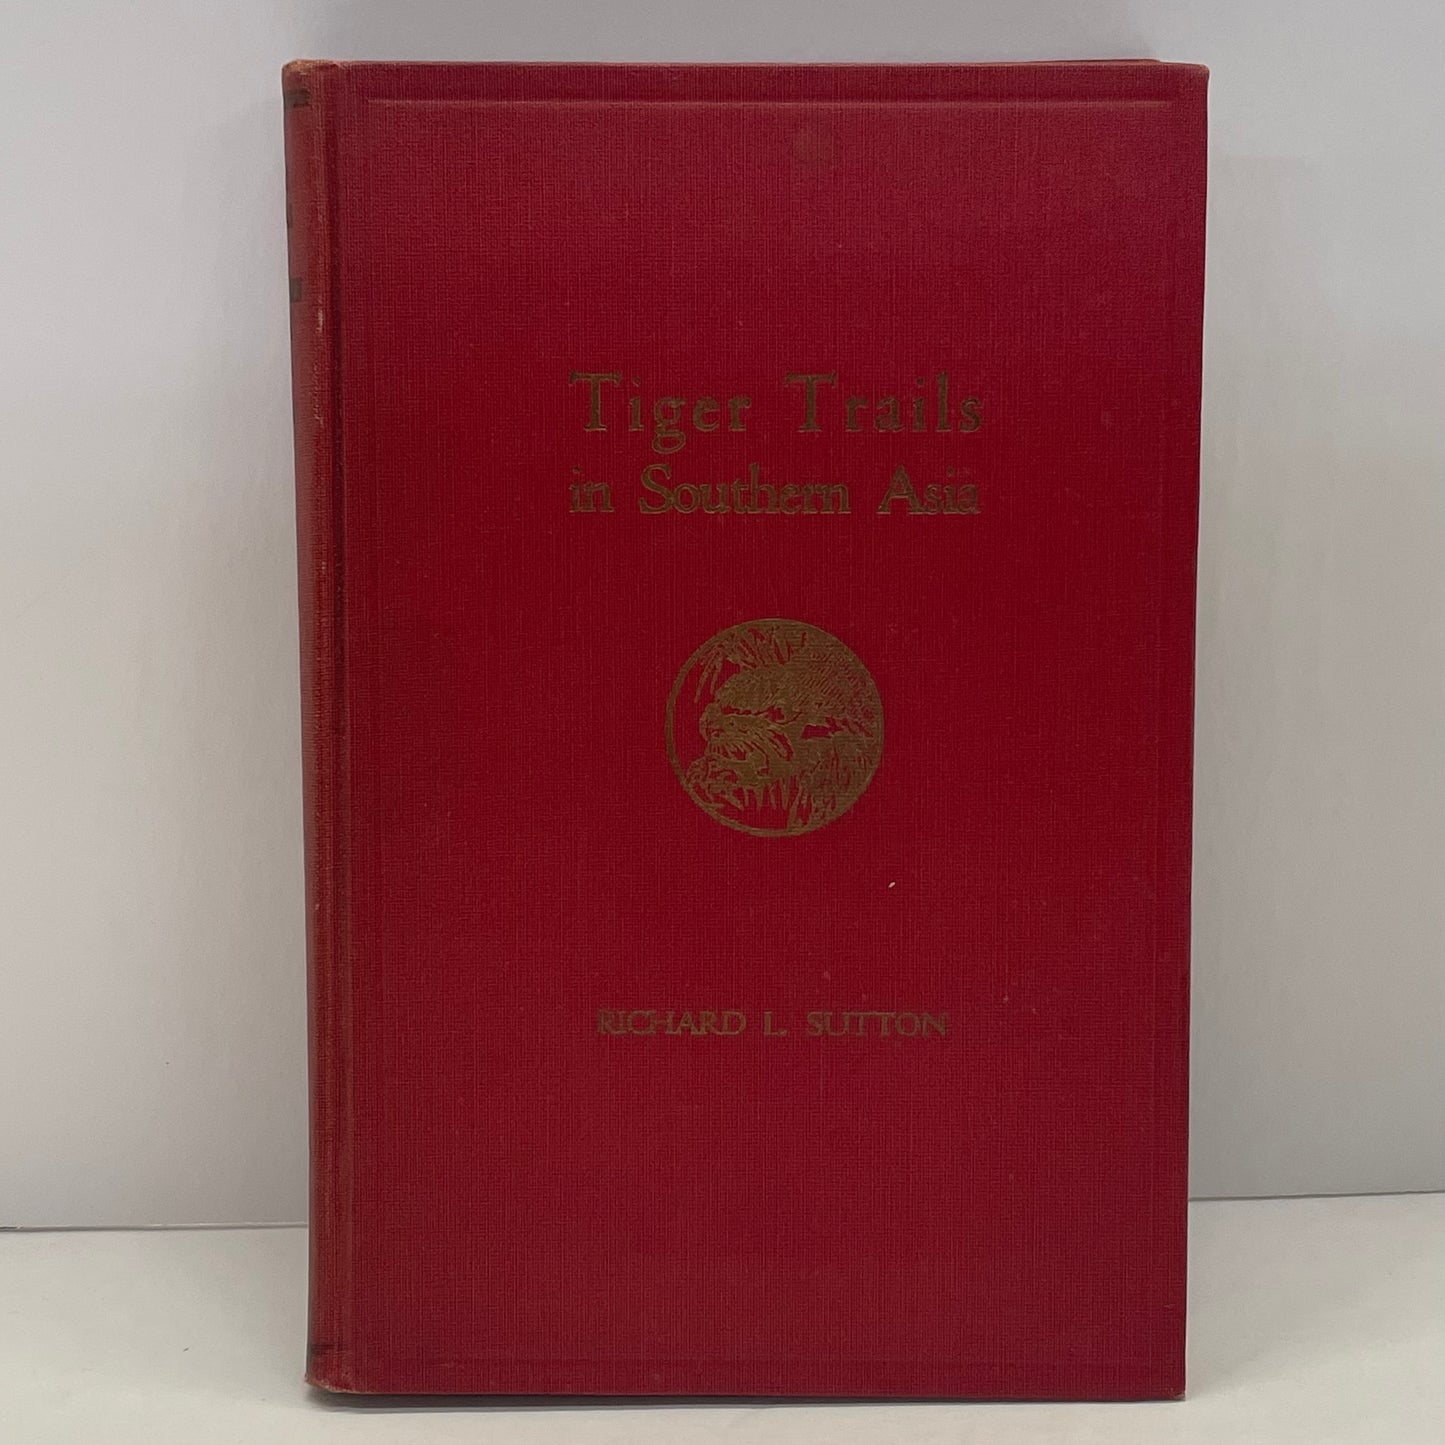 Tiger Trails
in Southern Asia
RICHARD L. SUTTON